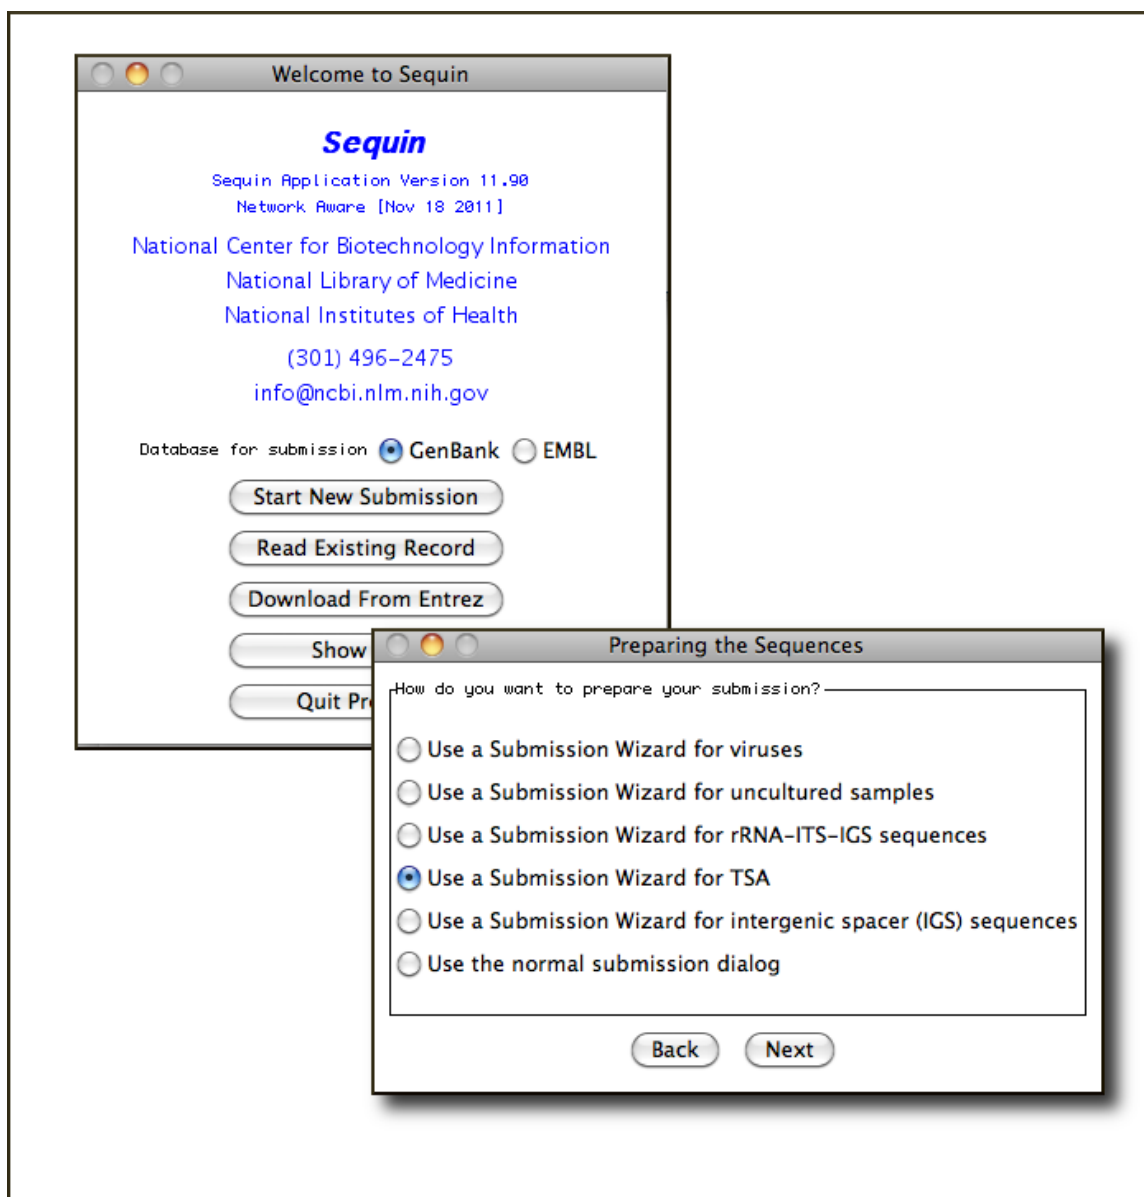 Welcome to Sequin
Sequin
Sequin Application Version 11.90
Network Aware [Nov 18 2011]
National Center for Biotechnology Information
National Library of Medicine
National Institutes of Health
(301) 496-2475
info@ncbi.nlm.nih.gov
Database for submission GenBank EMBL
Start New Submission
Read Existing Record
Download From Entrez
Show
Quit
Preparing the Sequences
How do you want to prepare your submission?
Use a Submission Wizard for viruses
Use a Submission Wizard for uncultured samples
Use a Submission Wizard for rRNA-ITS-IGS sequences
Use a Submission Wizard for TSA
Use a Submission Wizard for intergenic spacer (IGS) sequences
Use the normal submission dialog
Back Next